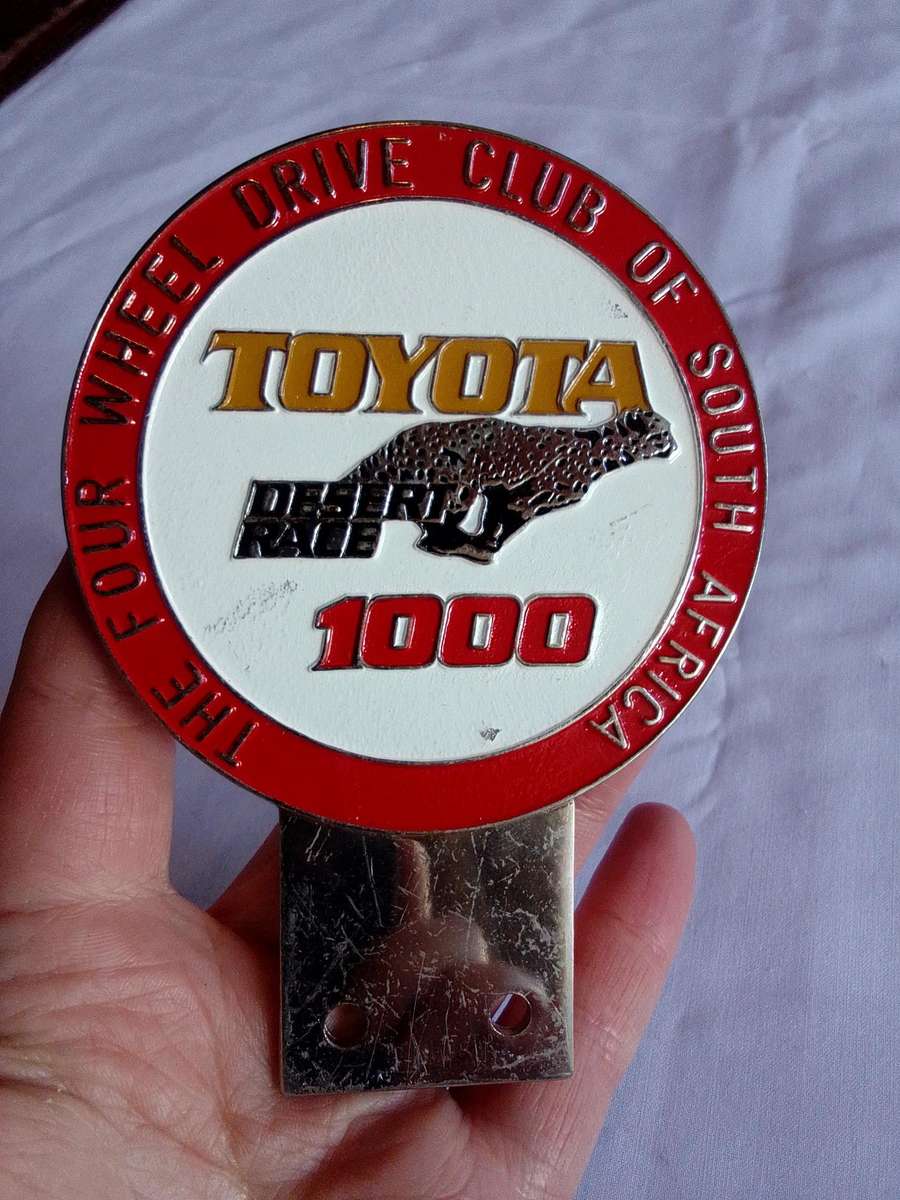 THE FOUR WHEEL DRIVE CLUB OF SOUTH AFRICA
TOYOTA
DESERT
RACE
1000